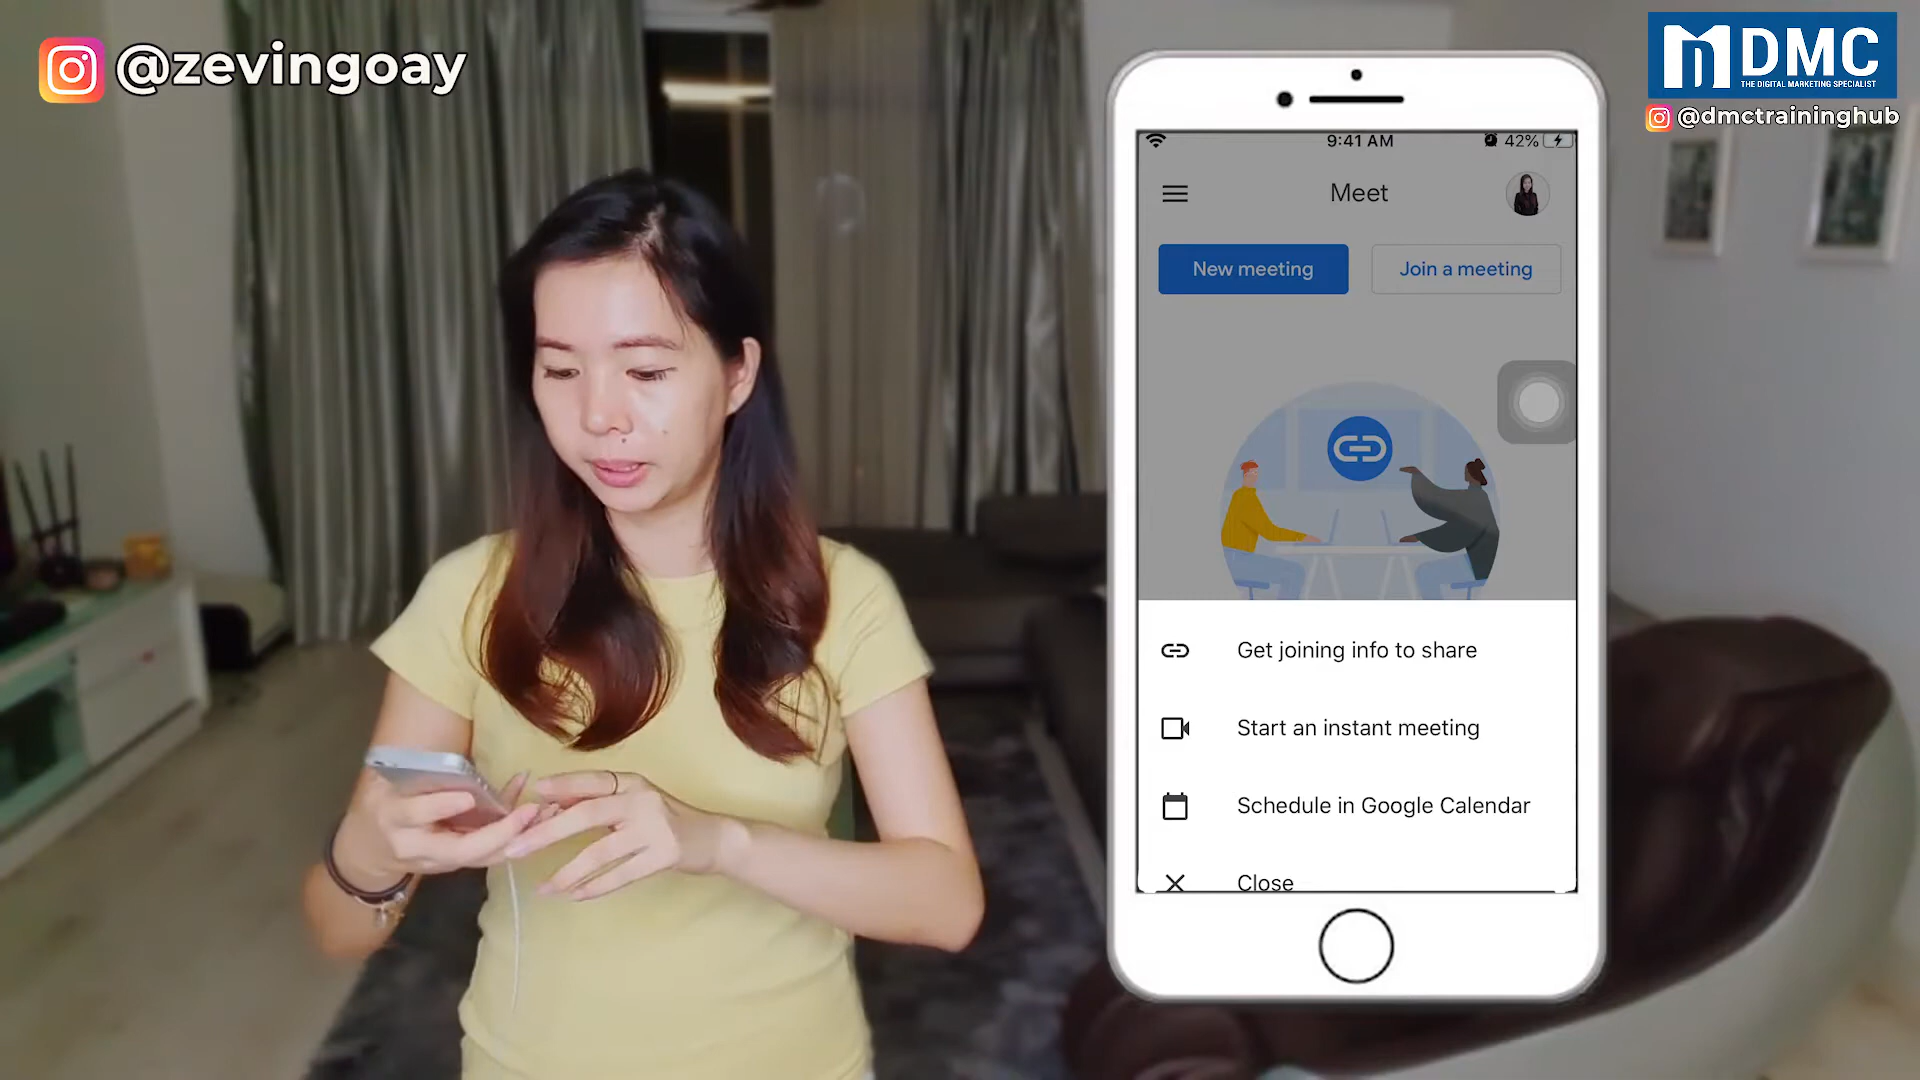 @zevingoay
DMC
THE DIGITAL MARKETING SPECIALIST
@dmctraininghub
9:41 AM
42%
Meet
New meeting
Join a meeting
Get joining info to share
Start an instant meeting
Schedule in Google Calendar
Close